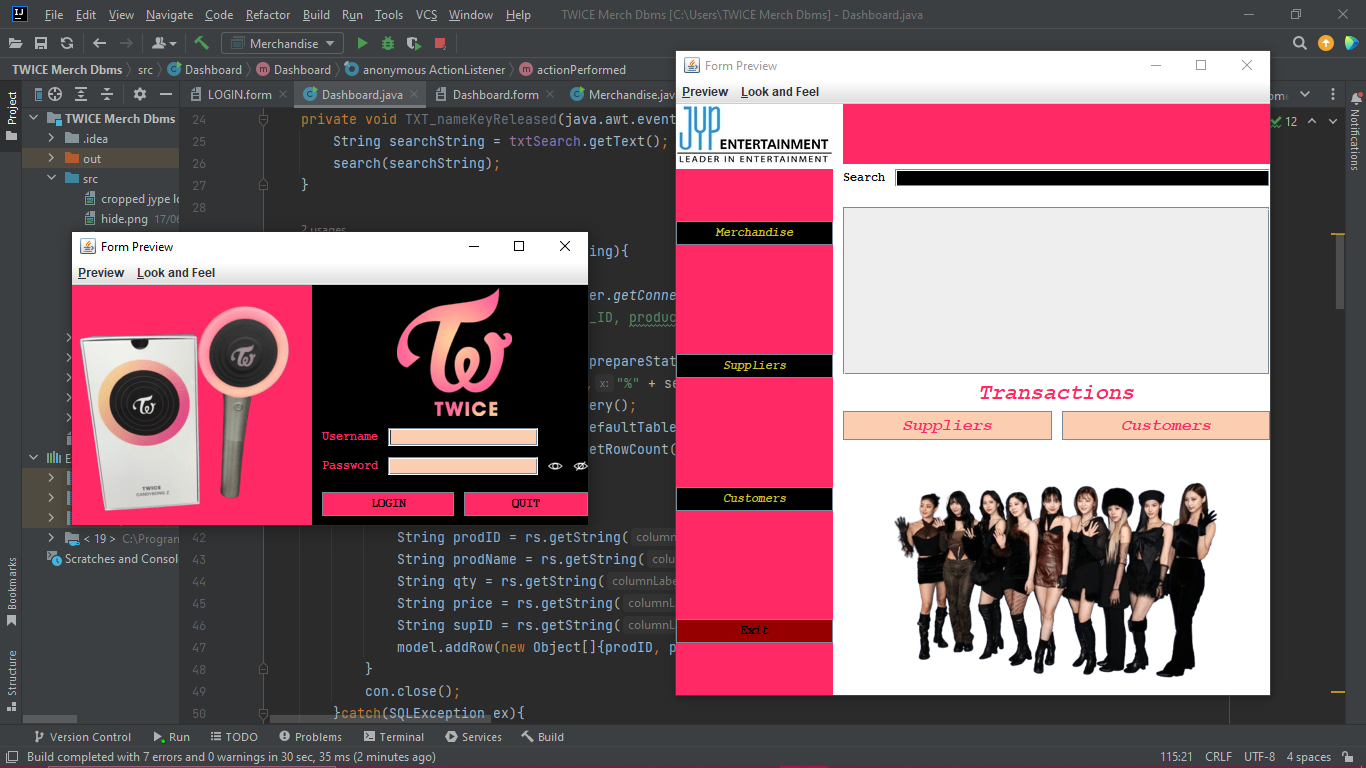 File Edit View Navigate Code Refactor Build Run Tools VCS Window Help TWICE Merch Dbms [C:\Users\TWICE Merch Dbms] - Dashboard.java
Merchandise
TWICE Merch Dbms src Dashboard Dashboard anonymous ActionListener actionPerformed
LOGIN.form Dashboard.java Dashboard.form Merchandise.jav
Project
TWICE Merch Dbms
.idea
out
src
cropped jype lo
hide.png 17/06
< 19 > C:\Program
Scratches and Consol
Bookmarks
Structure
Notifications
12
24 private void TXT_nameKeyReleased(java.awt.event
25 String searchString = txtSearch.getText();
26 search(searchString);
27 }
28
2 usages
ing){
er.getConne
_ID, produc
prepareStat
x: "%" + se
ery();
efaultTable
etRowCount(
42 String prodID = rs.getString( column
43 String prodName = rs.getString( co
44 String qty = rs.getString( columnLabe
45 String price = rs.getString( columnL
46 String supID = rs.getString( columnL
47 model.addRow(new Object[]{prodID, p
48 }
49 con.close();
50 }catch(SQLException ex){
Form Preview
Preview Look and Feel
TWICE
CANDYBONG Z
TWICE
Username
Password
LOGIN QUIT
Form Preview
Preview Look and Feel
JYP ENTERTAINMENT
LEADER IN ENTERTAINMENT
Search
Merchandise
Suppliers
Customers
Exit
Transactions
Suppliers Customers
Version Control Run TODO Problems Terminal Services Build
Build completed with 7 errors and 0 warnings in 30 sec, 35 ms (2 minutes ago) 115:21 CRLF UTF-8 4 spaces